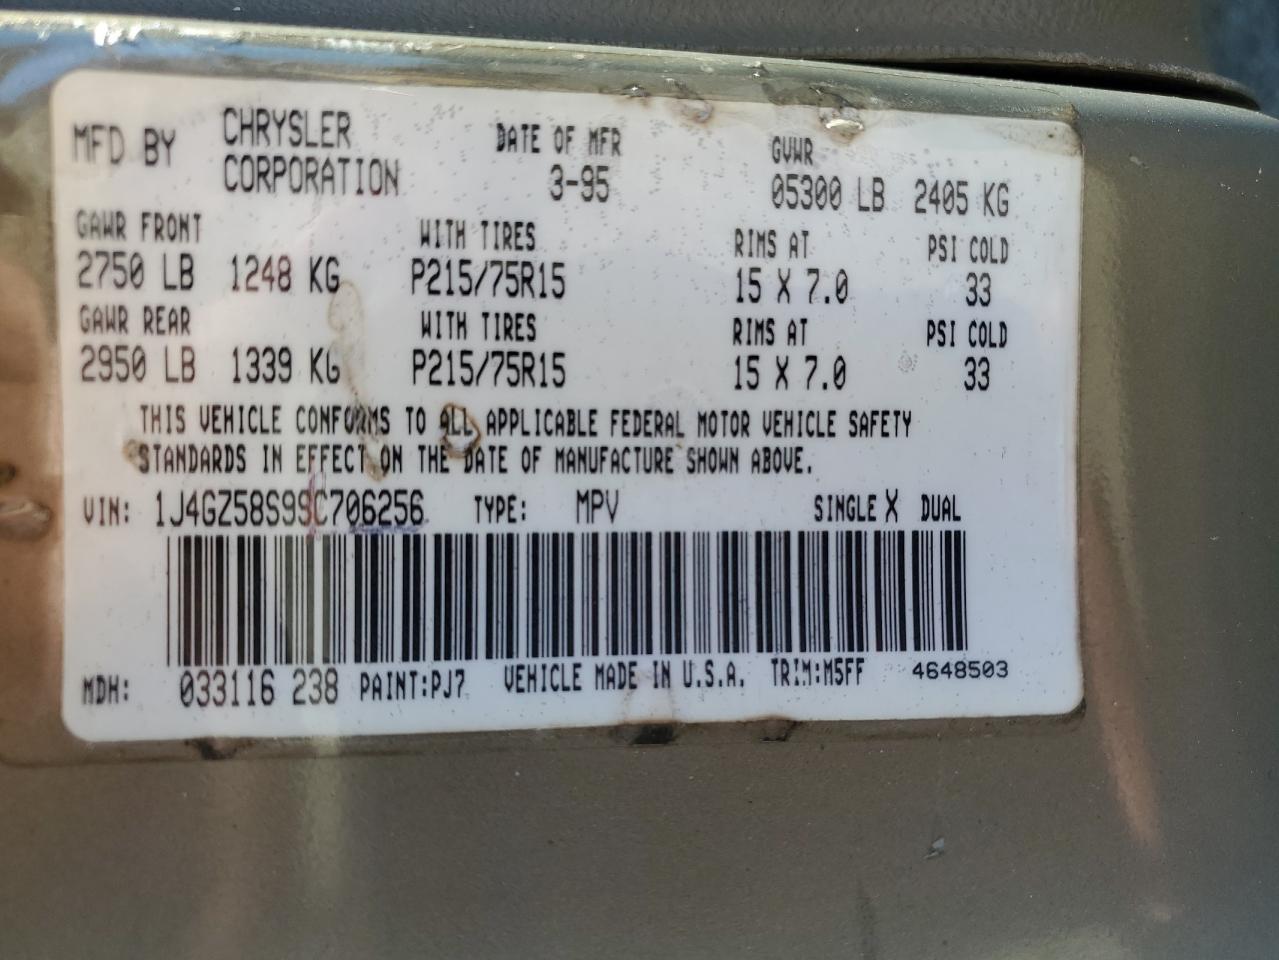 MFD BY CHRYSLER CORPORATION DATE OF MFR 3-95 GVWR 05300 LB 2405 KG
GAWR FRONT WITH TIRES RIMS AT PSI COLD
2750 LB 1248 KG P215/75R15 15 X 7.0 33
GAWR REAR WITH TIRES RIMS AT PSI COLD
2950 LB 1339 KG P215/75R15 15 X 7.0 33
THIS VEHICLE CONFORMS TO ALL APPLICABLE FEDERAL MOTOR VEHICLE SAFETY
STANDARDS IN EFFECT ON THE DATE OF MANUFACTURE SHOWN ABOVE.
VIN: 1J4GZ58S9SC706256 TYPE: MPV SINGLE X DUAL
MDH: 033116 238 PAINT:PJ7 VEHICLE MADE IN U.S.A. TRIM:M5FF 4648503